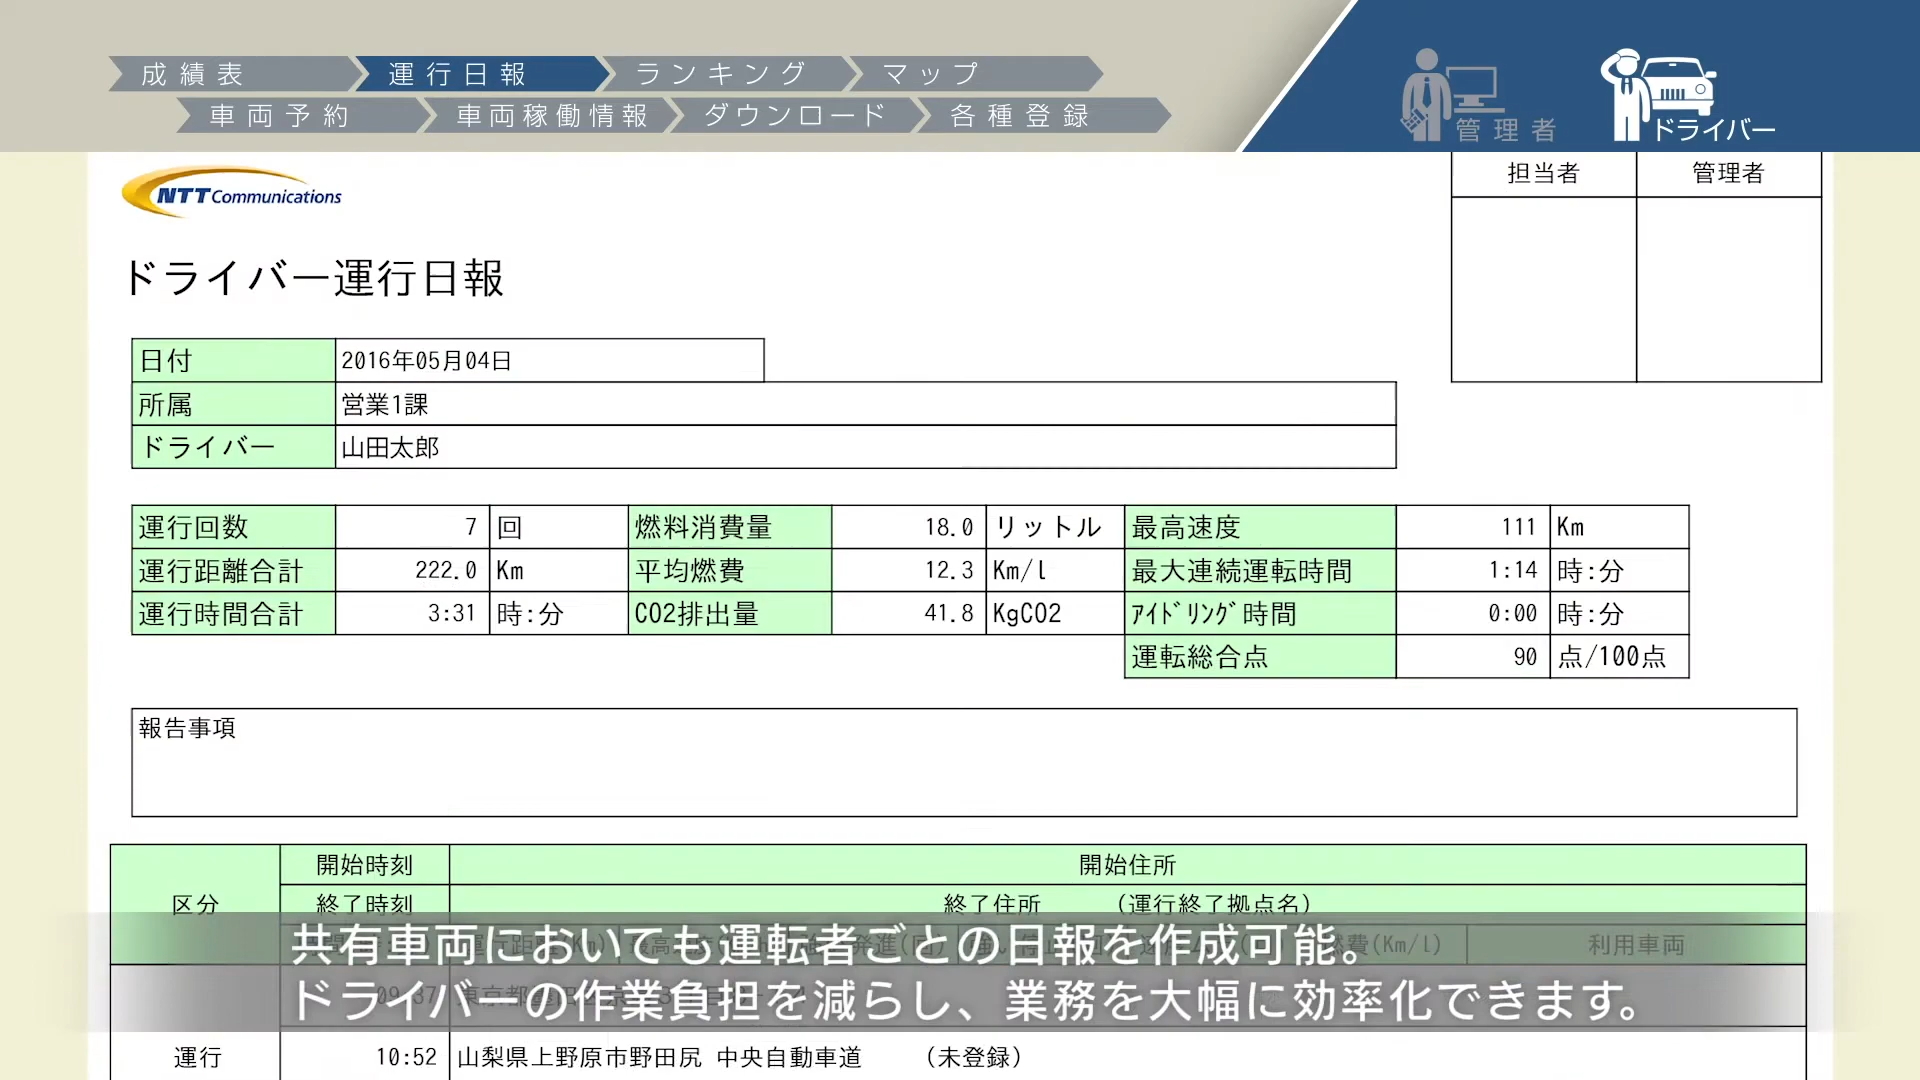 成績表
運行日報
ランキング
マップ
車両予約
車両稼働情報
ダウンロード
各種登録
管理者
ドライバー
NTT Communications
担当者
管理者
ドライバー運行日報
日付 2016年05月04日
所属 営業1課
ドライバー 山田太郎
運行回数 7 回 燃料消費量 18.0 リットル 最高速度 111 Km
運行距離合計 222.0 Km 平均燃費 12.3 Km/l 最大連続運転時間 1:14 時:分
運行時間合計 3:31 時:分 CO2排出量 41.8 KgCO2 ｱｲﾄﾞﾘﾝｸﾞ時間 0:00 時:分
運転総合点 90 点/100点
報告事項
区分 開始時刻 開始住所
終了時刻 終了住所 （運行終了拠点名）
利用車両
共有車両においても運転者ごとの日報を作成可能。
ドライバーの作業負担を減らし、業務を大幅に効率化できます。
運行 10:52 山梨県上野原市野田尻 中央自動車道 （未登録）